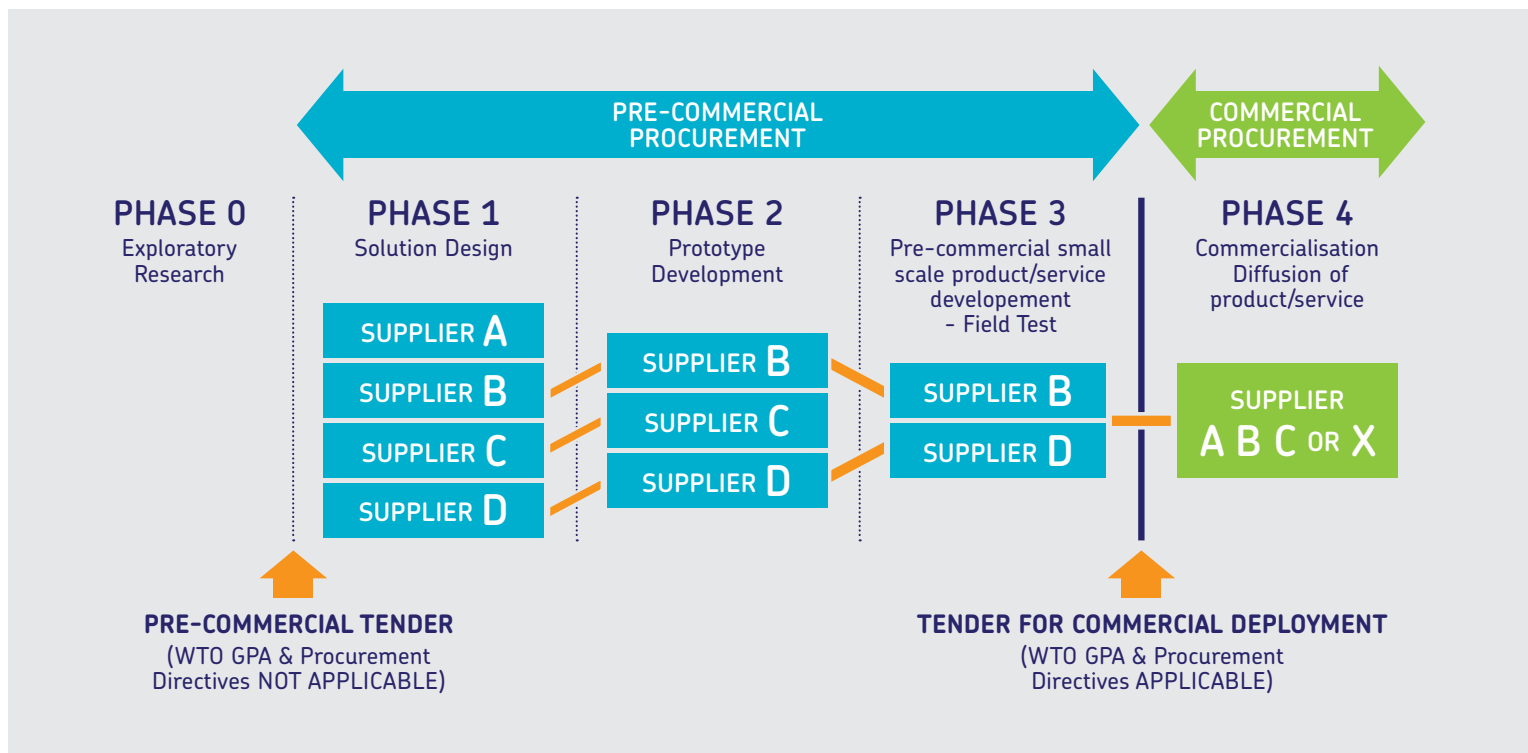 PRE-COMMERCIAL
PROCUREMENT
COMMERCIAL
PROCUREMENT
PHASE 0
Exploratory
Research
PHASE 1
Solution Design
PHASE 2
Prototype
Development
PHASE 3
Pre-commercial small
scale product/service
developement
- Field Test
PHASE 4
Commercialisation
Diffusion of
product/service
SUPPLIER A
SUPPLIER B
SUPPLIER C
SUPPLIER D
SUPPLIER B
SUPPLIER C
SUPPLIER D
SUPPLIER B
SUPPLIER D
SUPPLIER
A B C OR X
PRE-COMMERCIAL TENDER
(WTO GPA & Procurement
Directives NOT APPLICABLE)
TENDER FOR COMMERCIAL DEPLOYMENT
(WTO GPA & Procurement
Directives APPLICABLE)